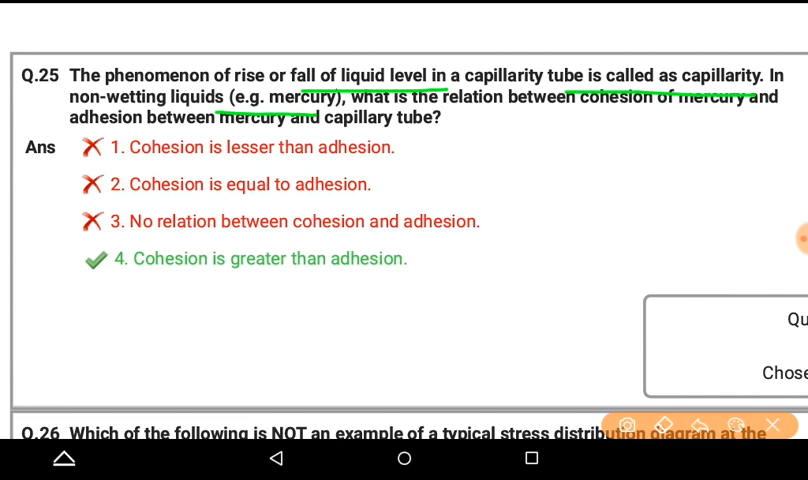 Q.25 The phenomenon of rise or fall of liquid level in a capillarity tube is called as capillarity. In
non-wetting liquids (e.g. mercury), what is the relation between cohesion of mercury and
adhesion between mercury and capillary tube?
Ans 1. Cohesion is lesser than adhesion.
2. Cohesion is equal to adhesion.
3. No relation between cohesion and adhesion.
4. Cohesion is greater than adhesion.
Qu
Chose
Q.26 Which of the following is NOT an example of a typical stress distribution diagram at the